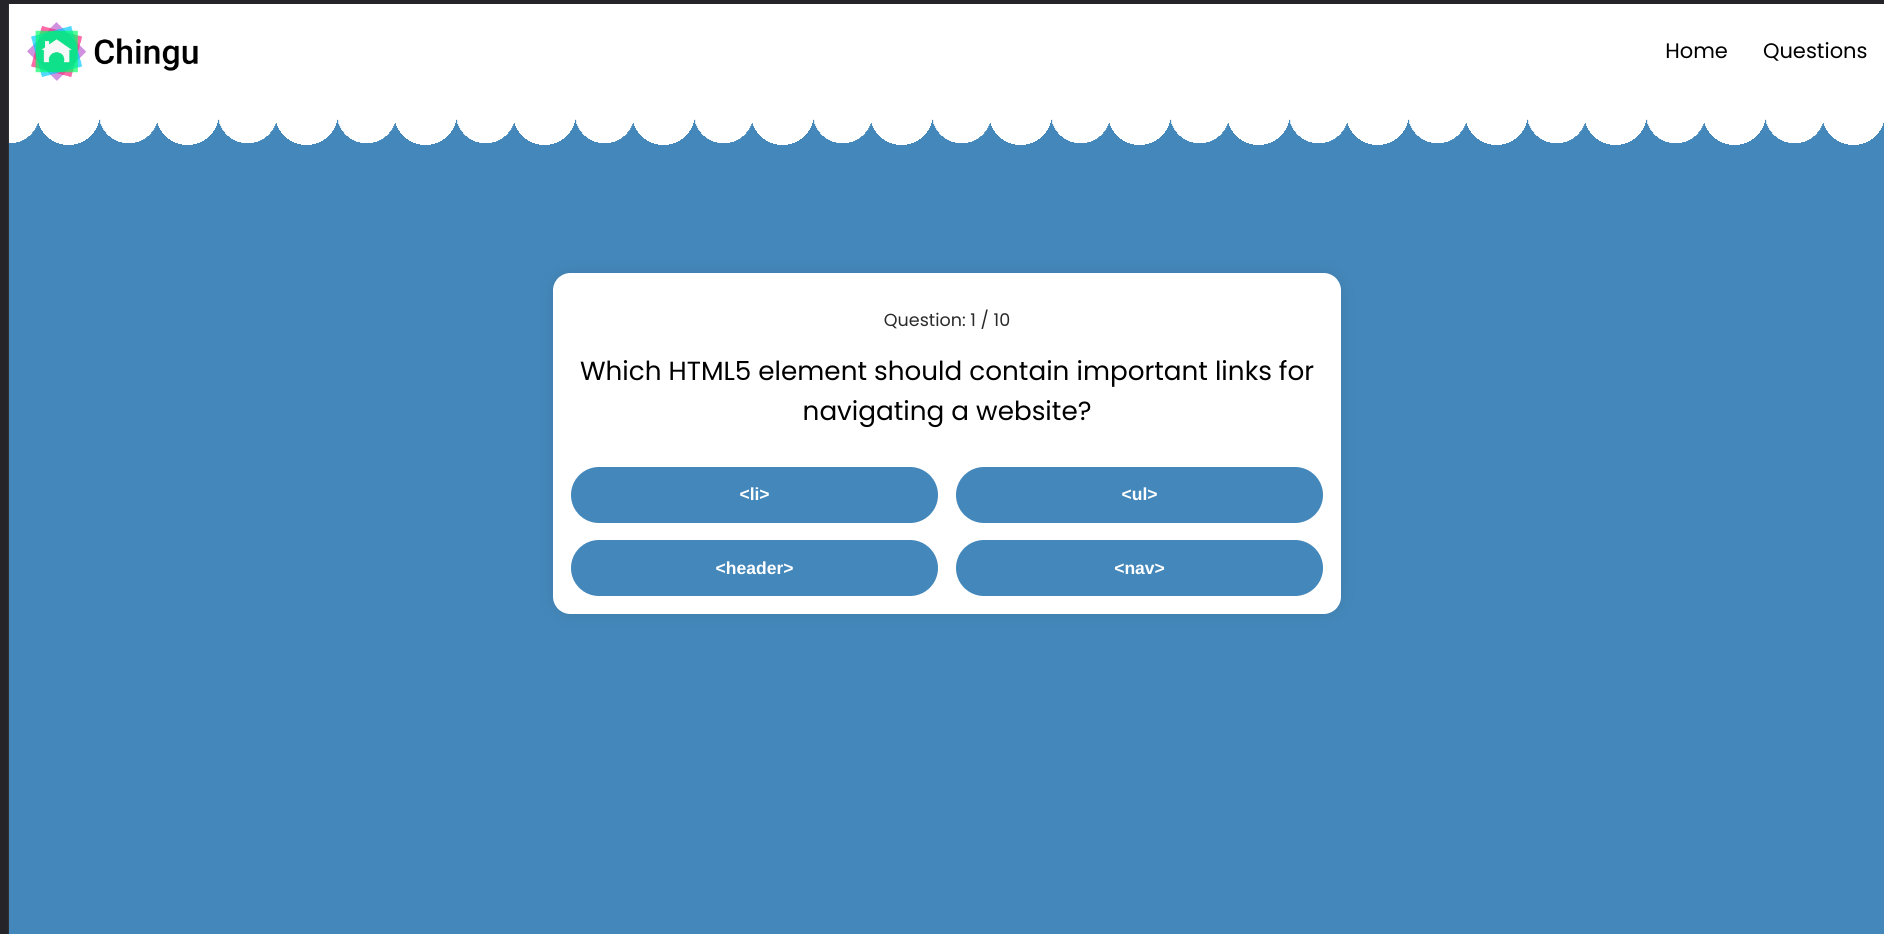 Chingu
Home
Questions
Question: 1 / 10
Which HTML5 element should contain important links for
navigating a website?
<li>
<ul>
<header>
<nav>